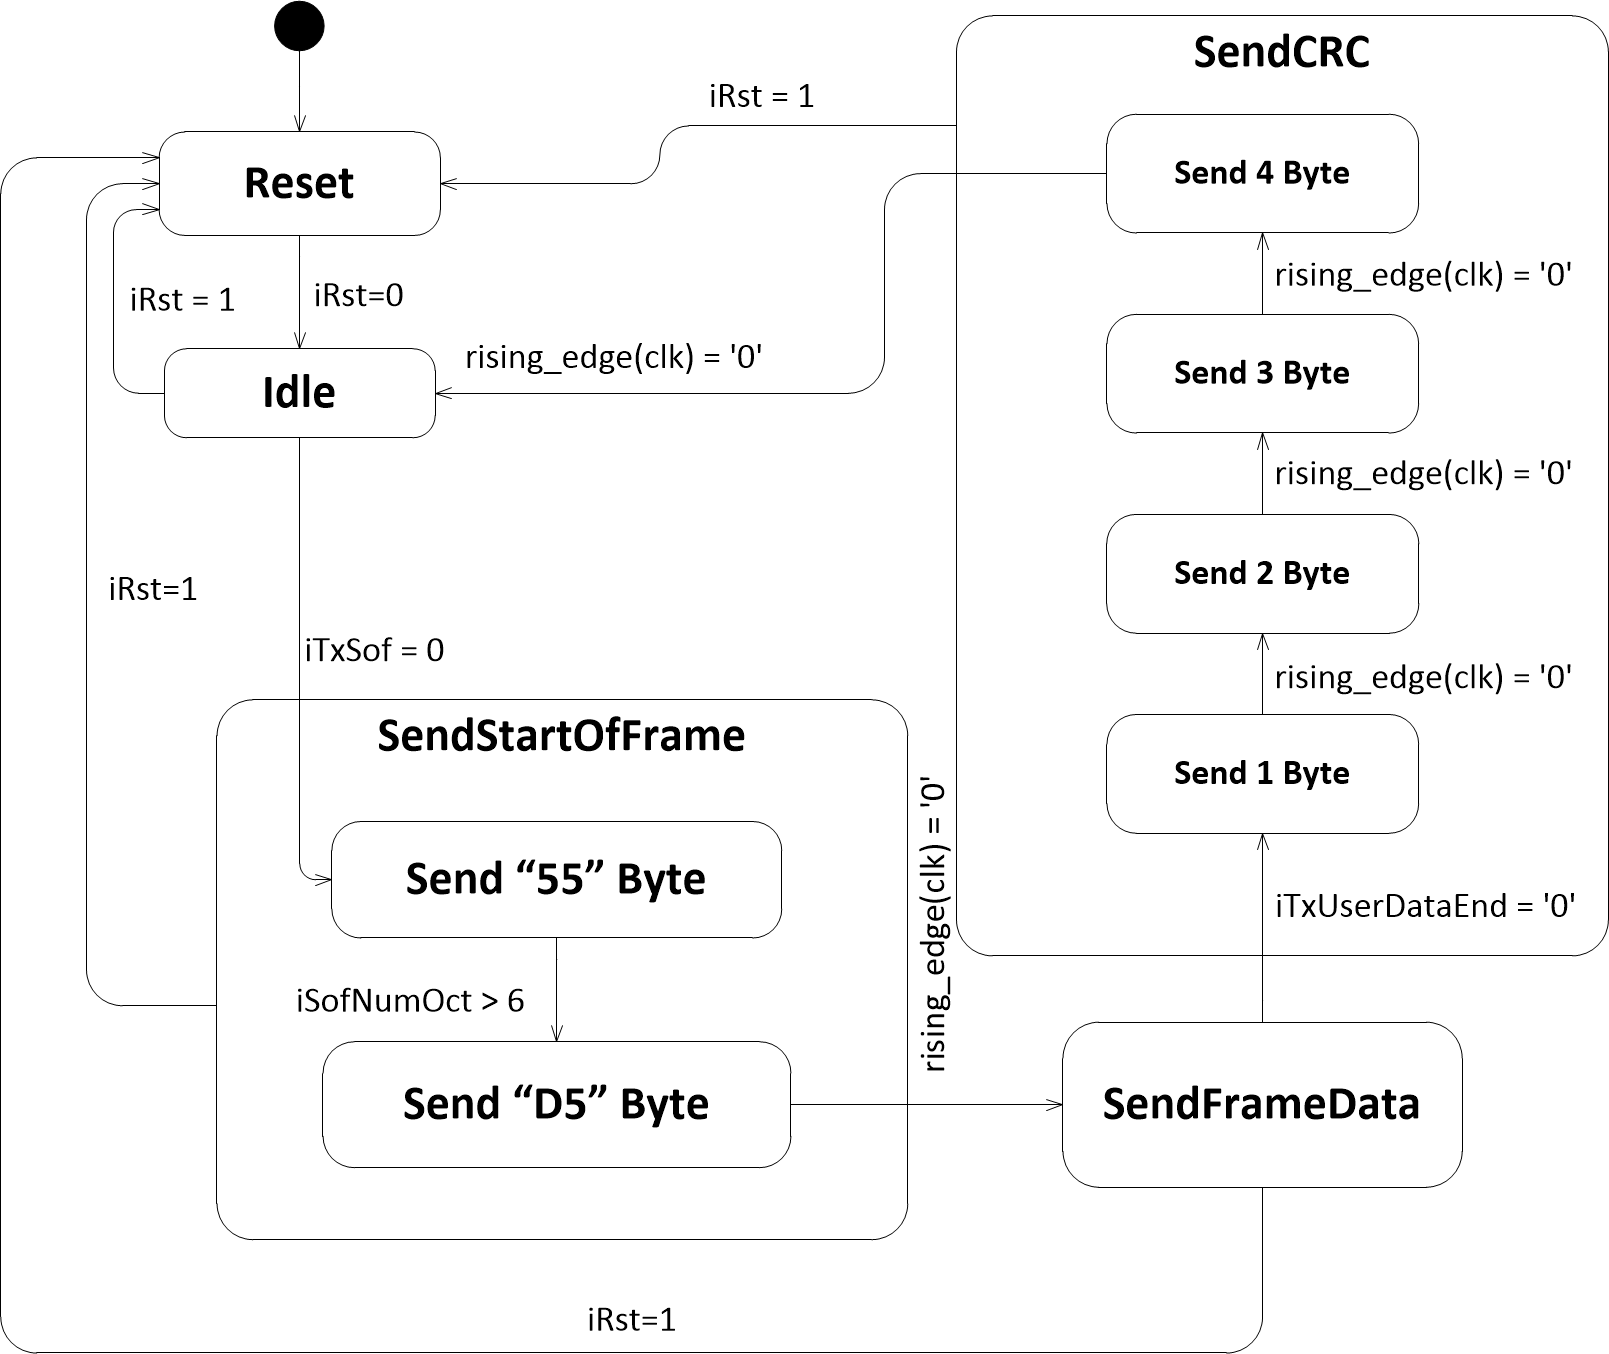 SendCRC
iRst = 1
Send 4 Byte
Reset
rising_edge(clk) = '0'
iRst = 1
iRst=0
rising_edge(clk) = '0'
Send 3 Byte
Idle
rising_edge(clk) = '0'
Send 2 Byte
iRst=1
iTxSof = 0
rising_edge(clk) = '0'
SendStartOfFrame
Send 1 Byte
Send “55” Byte
rising_edge(clk) = '0'
iTxUserDataEnd = '0'
iSofNumOct > 6
Send “D5” Byte
SendFrameData
iRst=1